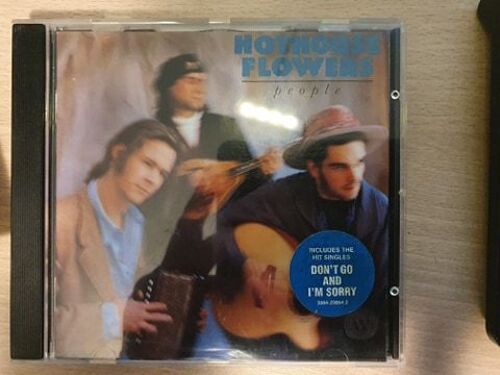 HOTHOUSE
FLOWERS
people
INCLUDES THE
HIT SINGLES
DON'T GO
AND
I'M SORRY